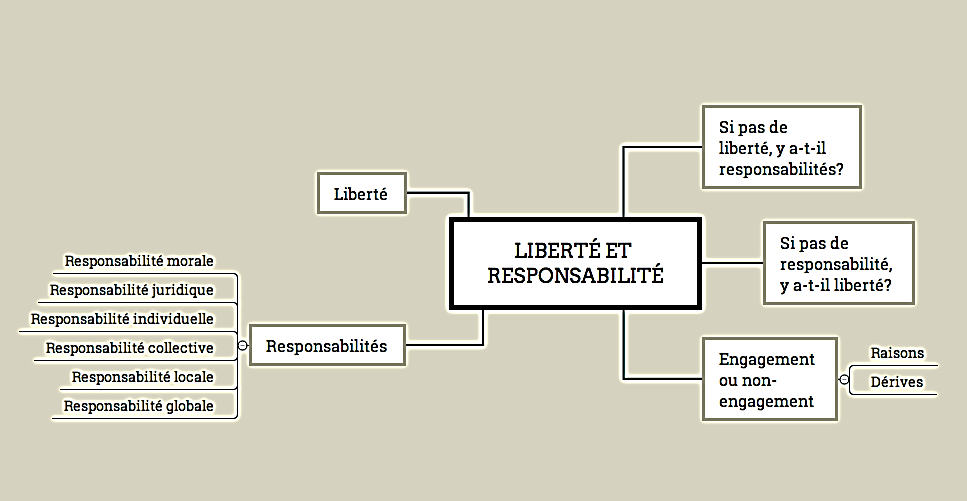 LIBERTÉ ET
RESPONSABILITÉ
Liberté
Responsabilités
Responsabilité morale
Responsabilité juridique
Responsabilité individuelle
Responsabilité collective
Responsabilité locale
Responsabilité globale
Si pas de
liberté, y a-t-il
responsabilités?
Si pas de
responsabilité,
y a-t-il liberté?
Engagement
ou non-
engagement
Raisons
Dérives